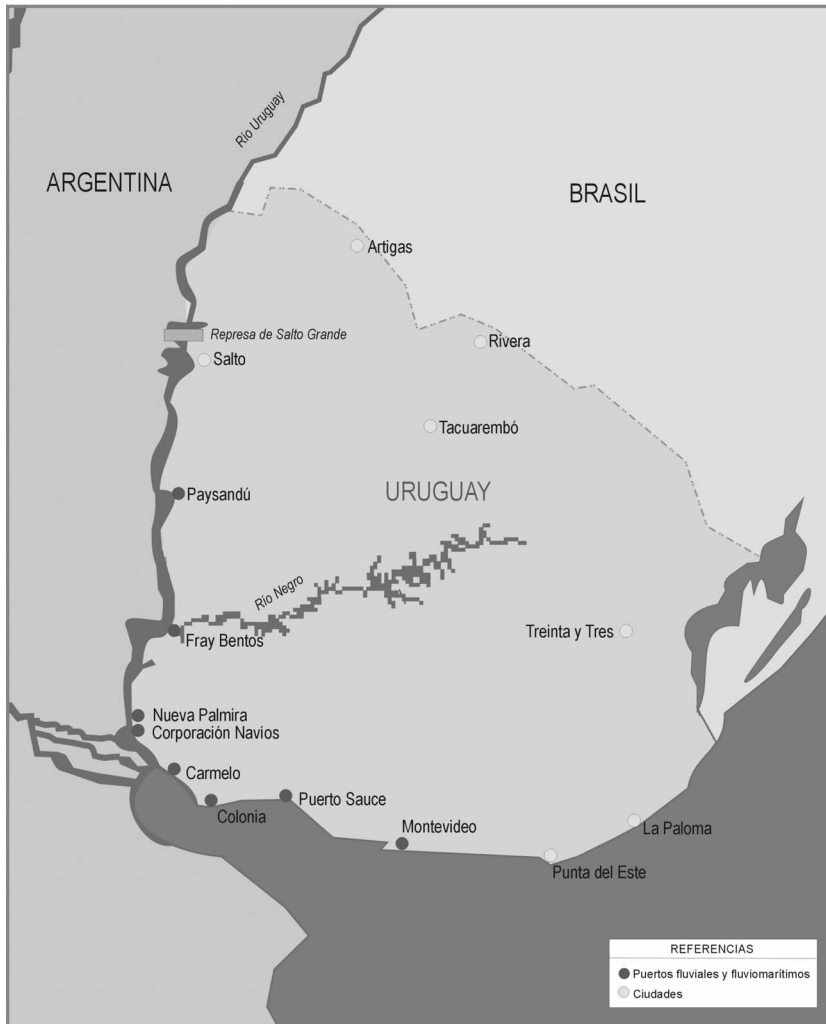 Río Uruguay
ARGENTINA
BRASIL
Artigas
Represa de Salto Grande
Rivera
Salto
Tacuarembó
Paysandú
URUGUAY
Río Negro
Fray Bentos
Treinta y Tres
Nueva Palmira
Corporación Navíos
Carmelo
Puerto Sauce
Colonia
Montevideo
La Paloma
Punta del Este
REFERENCIAS
Puertos fluviales y fluviomarítimos
Ciudades